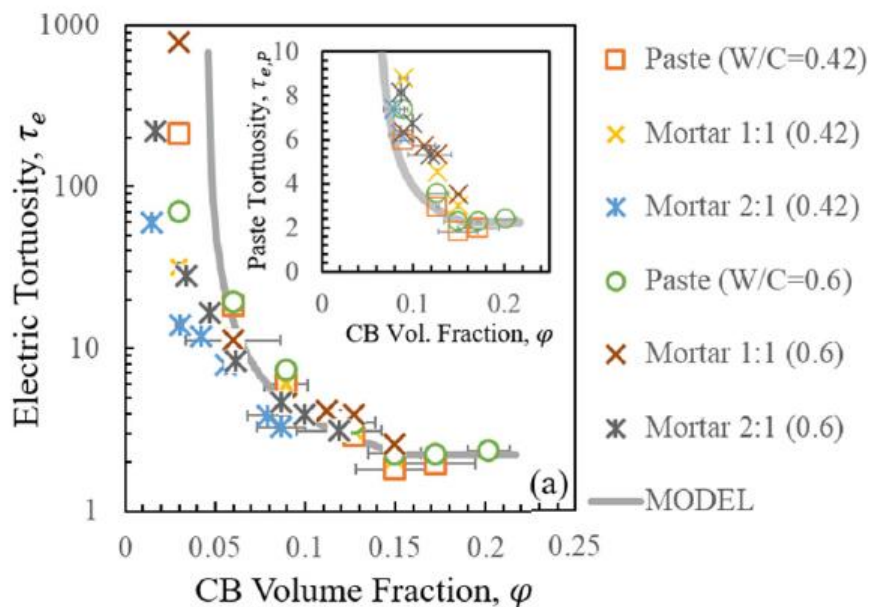 1000
100
10
1
Electric Tortuosity, τₑ
0
0.05
0.1
0.15
0.2
0.25
CB Volume Fraction, φ
(a)
10
8
6
4
2
0
Paste Tortuosity, τₑ,ₚ
0
0.1
0.2
CB Vol. Fraction, φ
Paste (W/C=0.42)
Mortar 1:1 (0.42)
Mortar 2:1 (0.42)
Paste (W/C=0.6)
Mortar 1:1 (0.6)
Mortar 2:1 (0.6)
MODEL